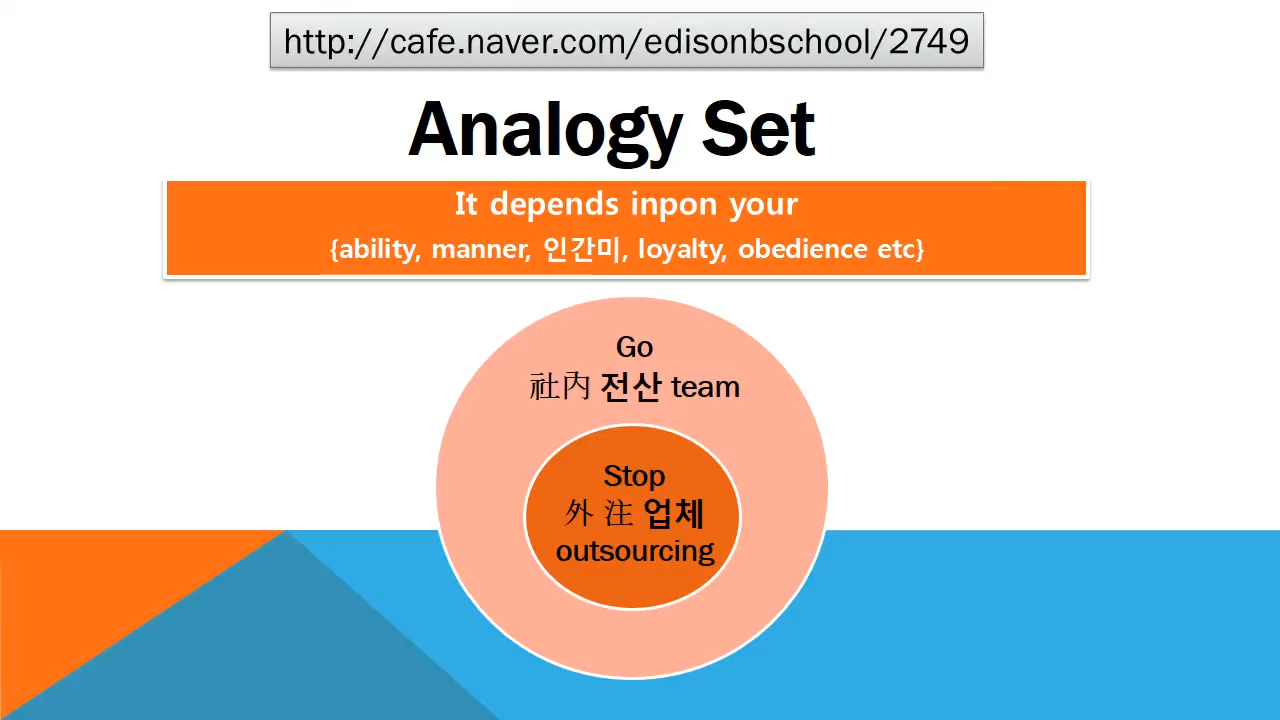 http://cafe.naver.com/edisonbschool/2749
Analogy Set
It depends inpon your
{ability, manner, 인간미, loyalty, obedience etc}
Go
社內 전산 team
Stop
外 注 업체
outsourcing